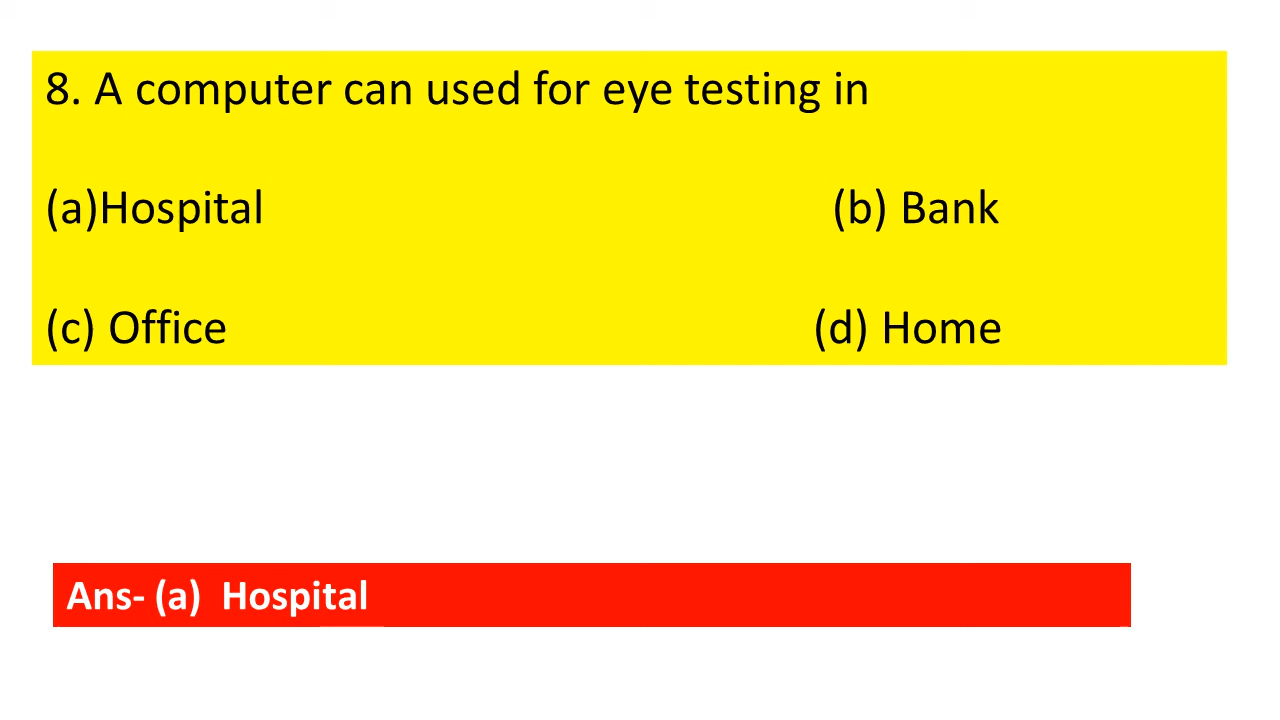 8. A computer can used for eye testing in
(a)Hospital (b) Bank
(c) Office (d) Home
Ans- (a) Hospital